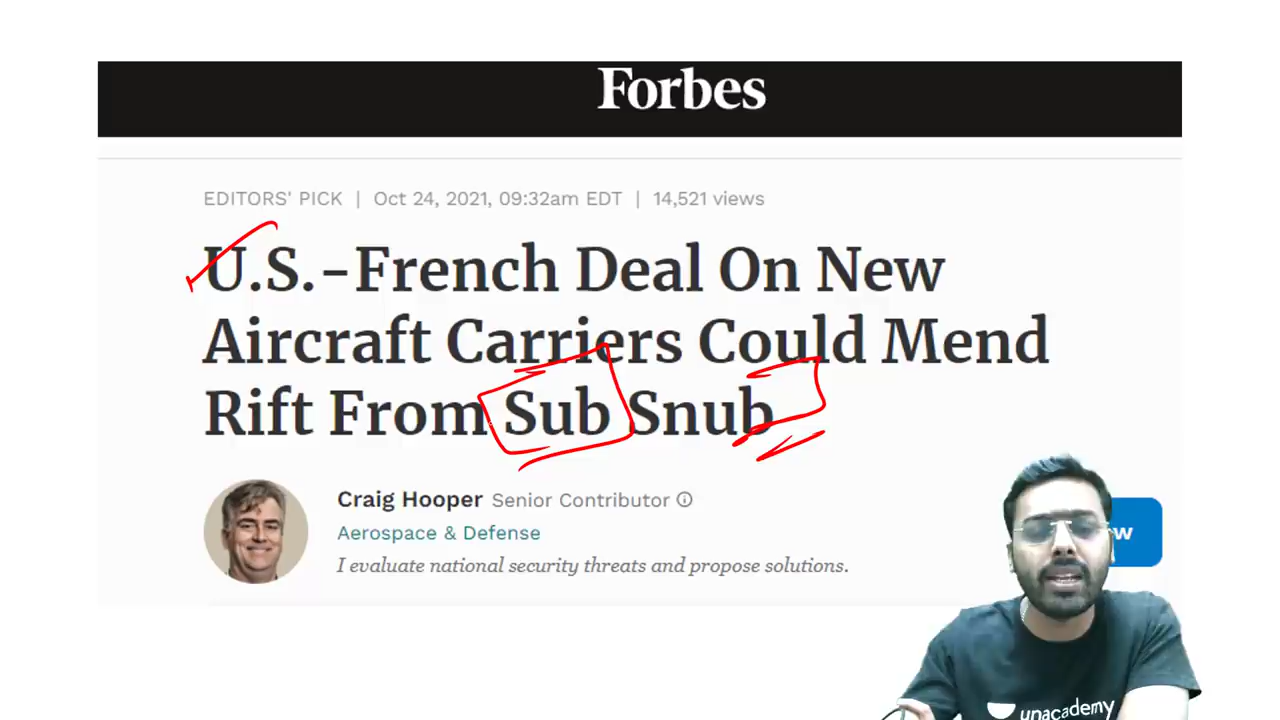 Forbes
EDITORS' PICK | Oct 24, 2021, 09:32am EDT | 14,521 views
U.S.-French Deal On New
Aircraft Carriers Could Mend
Rift From Sub Snub
Craig Hooper Senior Contributor
Aerospace & Defense
I evaluate national security threats and propose solutions.
unacademy